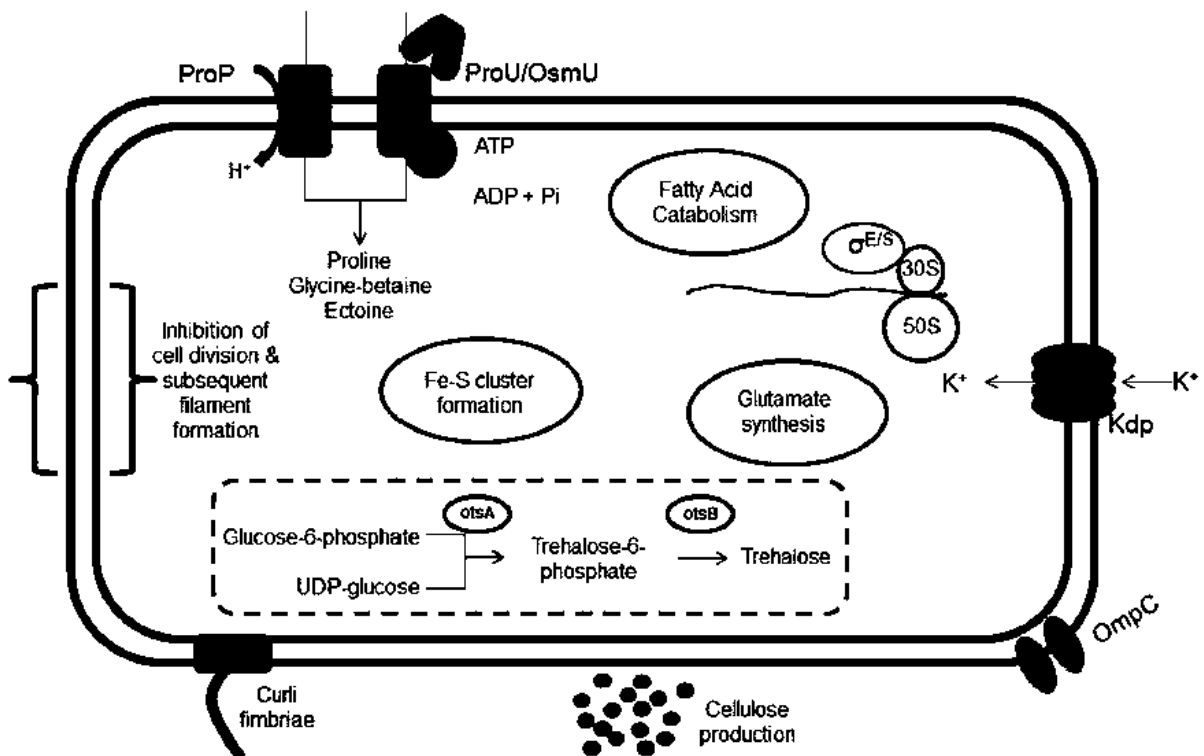 ProP
ProU/OsmU
H⁺
ATP
ADP + Pi
Proline
Glycine-betaine
Ectoine
Fatty Acid
Catabolism
σE/S
30S
50S
Inhibition of
cell division &
subsequent
filament
formation
Fe-S cluster
formation
Glutamate
synthesis
K⁺
K⁺
Kdp
otsA
otsB
Glucose-6-phosphate
UDP-glucose
Trehalose-6-
phosphate
Trehalose
OmpC
Curli
fimbriae
Cellulose
production